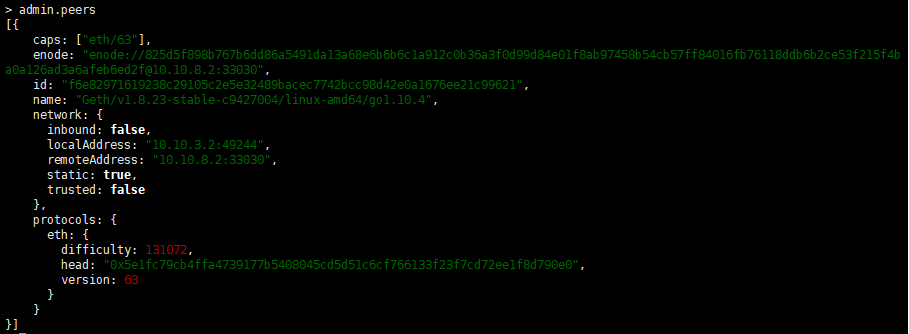 > admin.peers
[{
    caps: ["eth/63"],
    enode: "enode://825d5f898b767b6dd86a5491da13a68e6b6b6c1a912c0b36a3f0d99d84e01f8ab97458b54cb57ff84016fb76118ddb6b2ce53f215f4b
a0a126ad3a6afeb6ed2f@10.10.8.2:33030",
    id: "f6e82971619238c29105c2e5e32489bacec7742bcc98d42e0a1676ee21c99621",
    name: "Geth/v1.8.23-stable-c9427004/linux-amd64/go1.10.4",
    network: {
      inbound: false,
      localAddress: "10.10.3.2:49244",
      remoteAddress: "10.10.8.2:33030",
      static: true,
      trusted: false
    },
    protocols: {
      eth: {
        difficulty: 131072,
        head: "0x5e1fc79cb4ffa4739177b5408045cd5d51c6cf766133f23f7cd72ee1f8d790e0",
        version: 63
      }
    }
}]